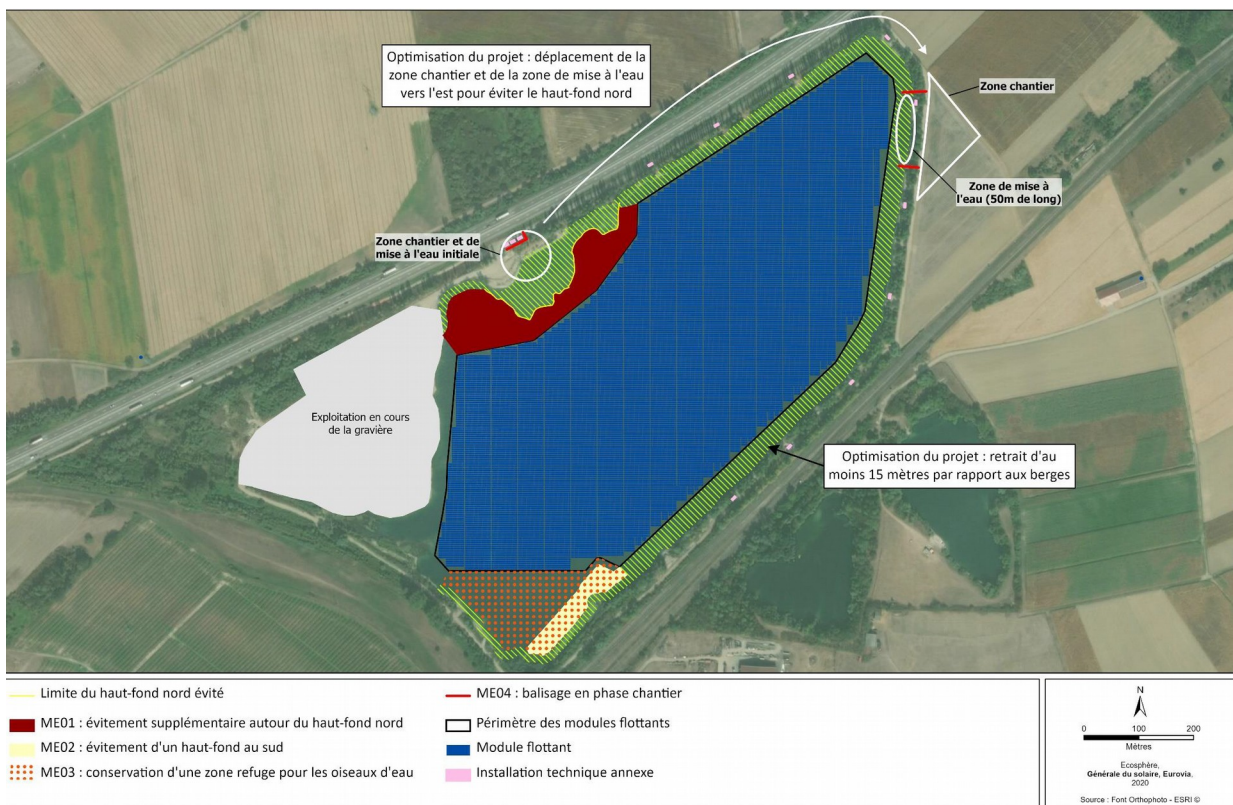 Optimisation du projet : déplacement de la
zone chantier et de la zone de mise à l'eau
vers l'est pour éviter le haut-fond nord
Zone chantier
Zone de mise à
l'eau (50m de long)
Zone chantier et de
mise à l'eau initiale
Exploitation en cours
de la gravière
Optimisation du projet : retrait d'au
moins 15 mètres par rapport aux berges
Limite du haut-fond nord évité
ME01 : évitement supplémentaire autour du haut-fond nord
ME02 : évitement d'un haut-fond au sud
ME03 : conservation d'une zone refuge pour les oiseaux d'eau
ME04 : balisage en phase chantier
Périmètre des modules flottants
Module flottant
Installation technique annexe
N
0 100 200
Mètres
Ecosphère,
Générale du solaire, Eurovia,
2020
Source : Font Orthophoto - ESRI ©